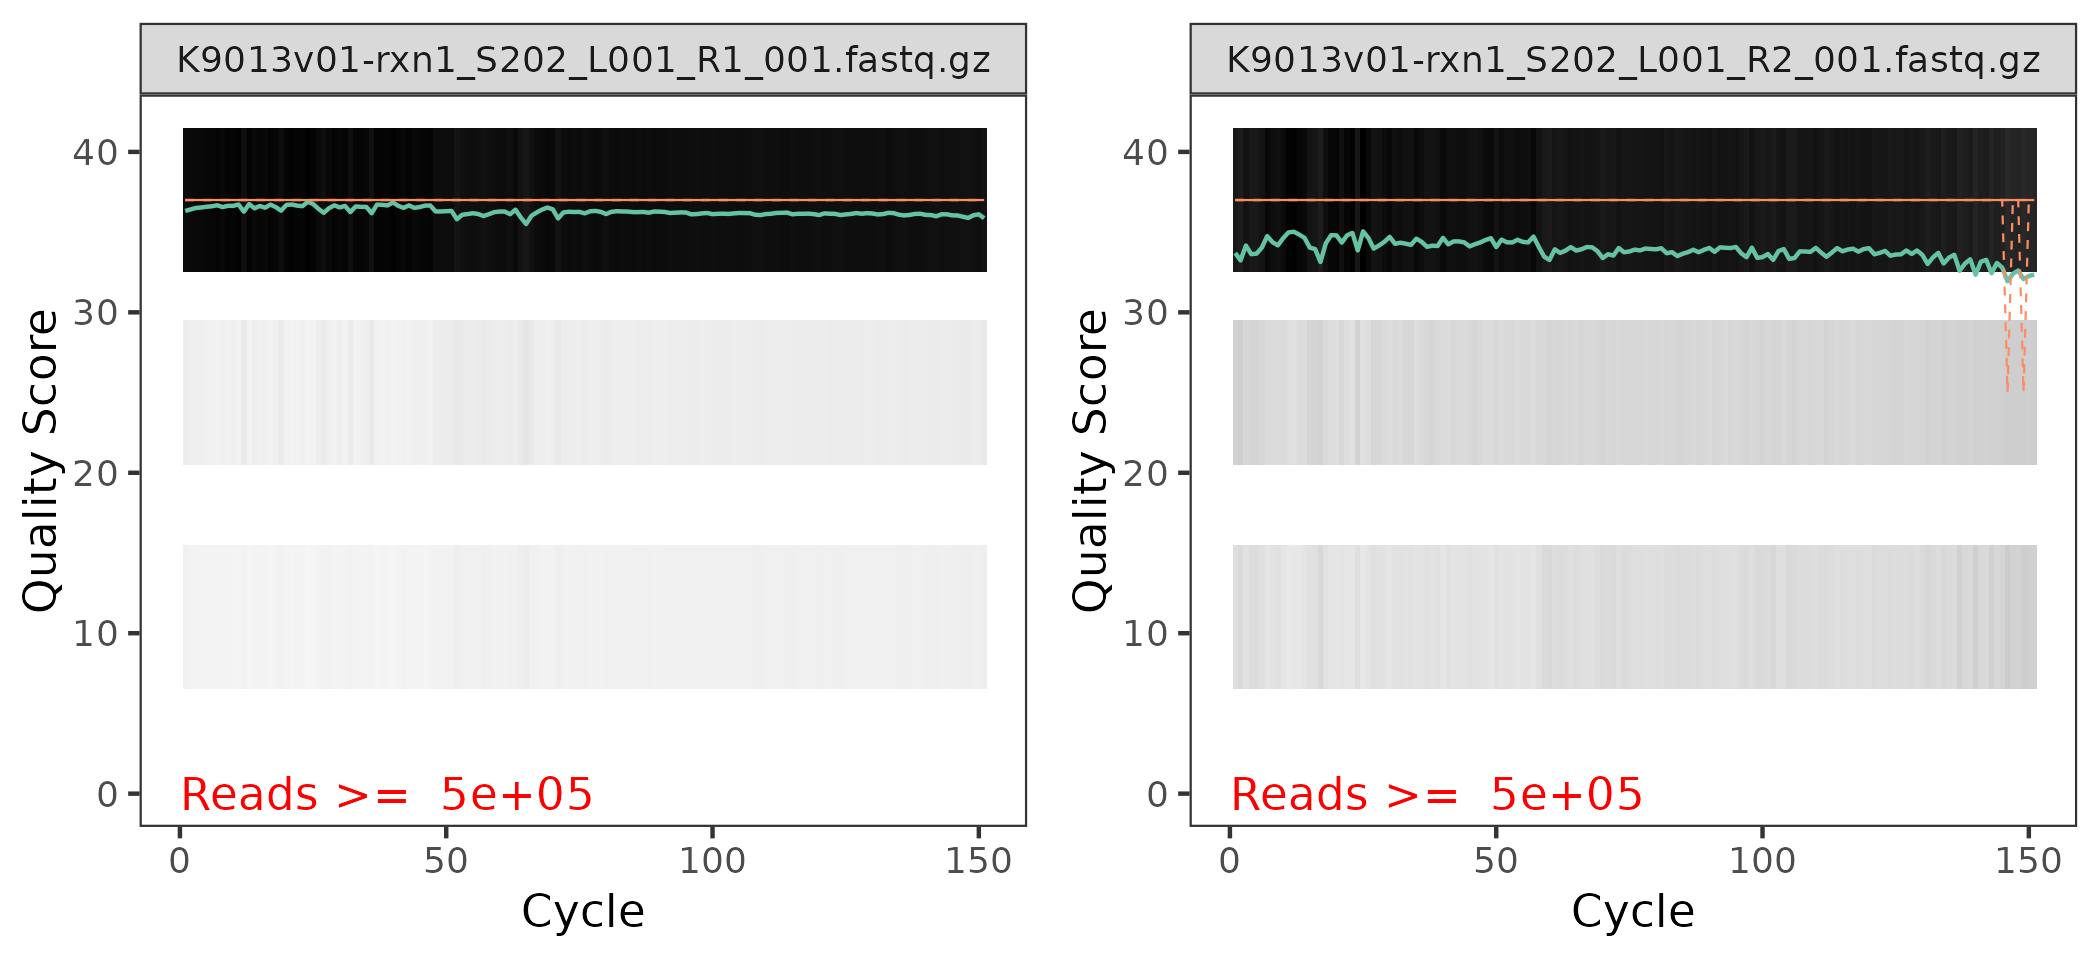 K9013v01-rxn1_S202_L001_R1_001.fastq.gz
40
30
20
10
0
Quality Score
Reads >=  5e+05
0 50 100 150
Cycle
K9013v01-rxn1_S202_L001_R2_001.fastq.gz
40
30
20
10
0
Quality Score
Reads >=  5e+05
0 50 100 150
Cycle